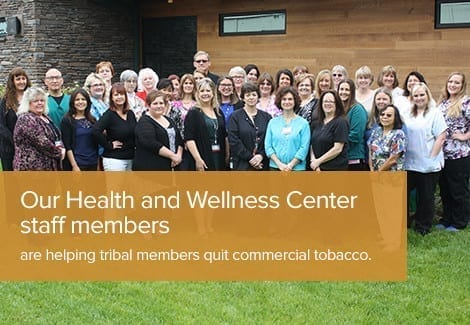 Our Health and Wellness Center
staff members
are helping tribal members quit commercial tobacco.